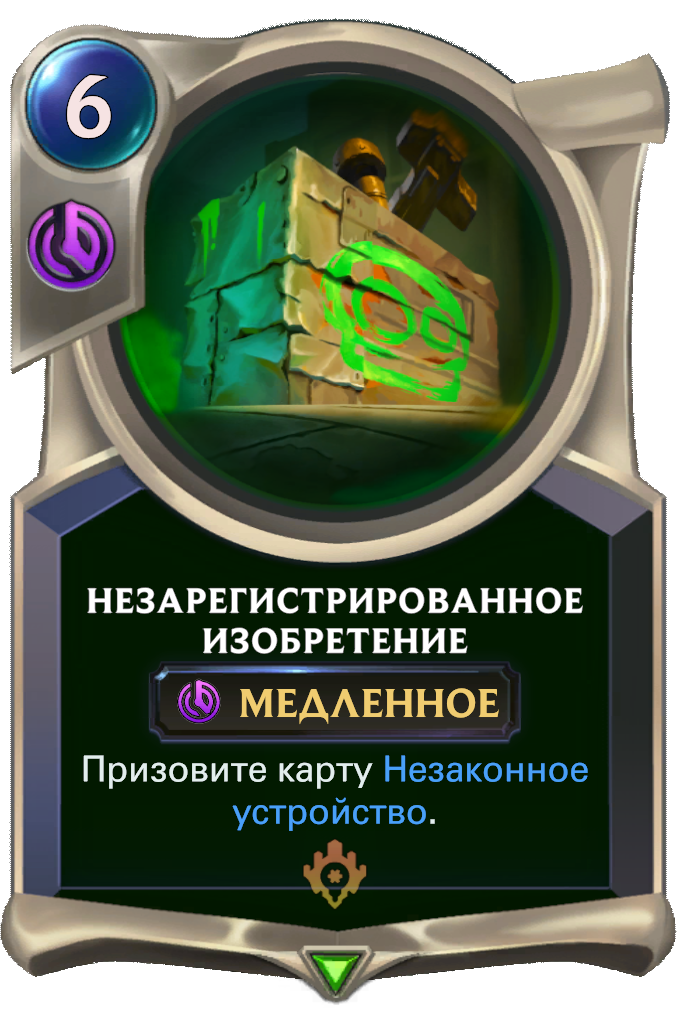 6
НЕЗАРЕГИСТРИРОВАННОЕ
ИЗОБРЕТЕНИЕ
МЕДЛЕННОЕ
Призовите карту Незаконное
устройство.